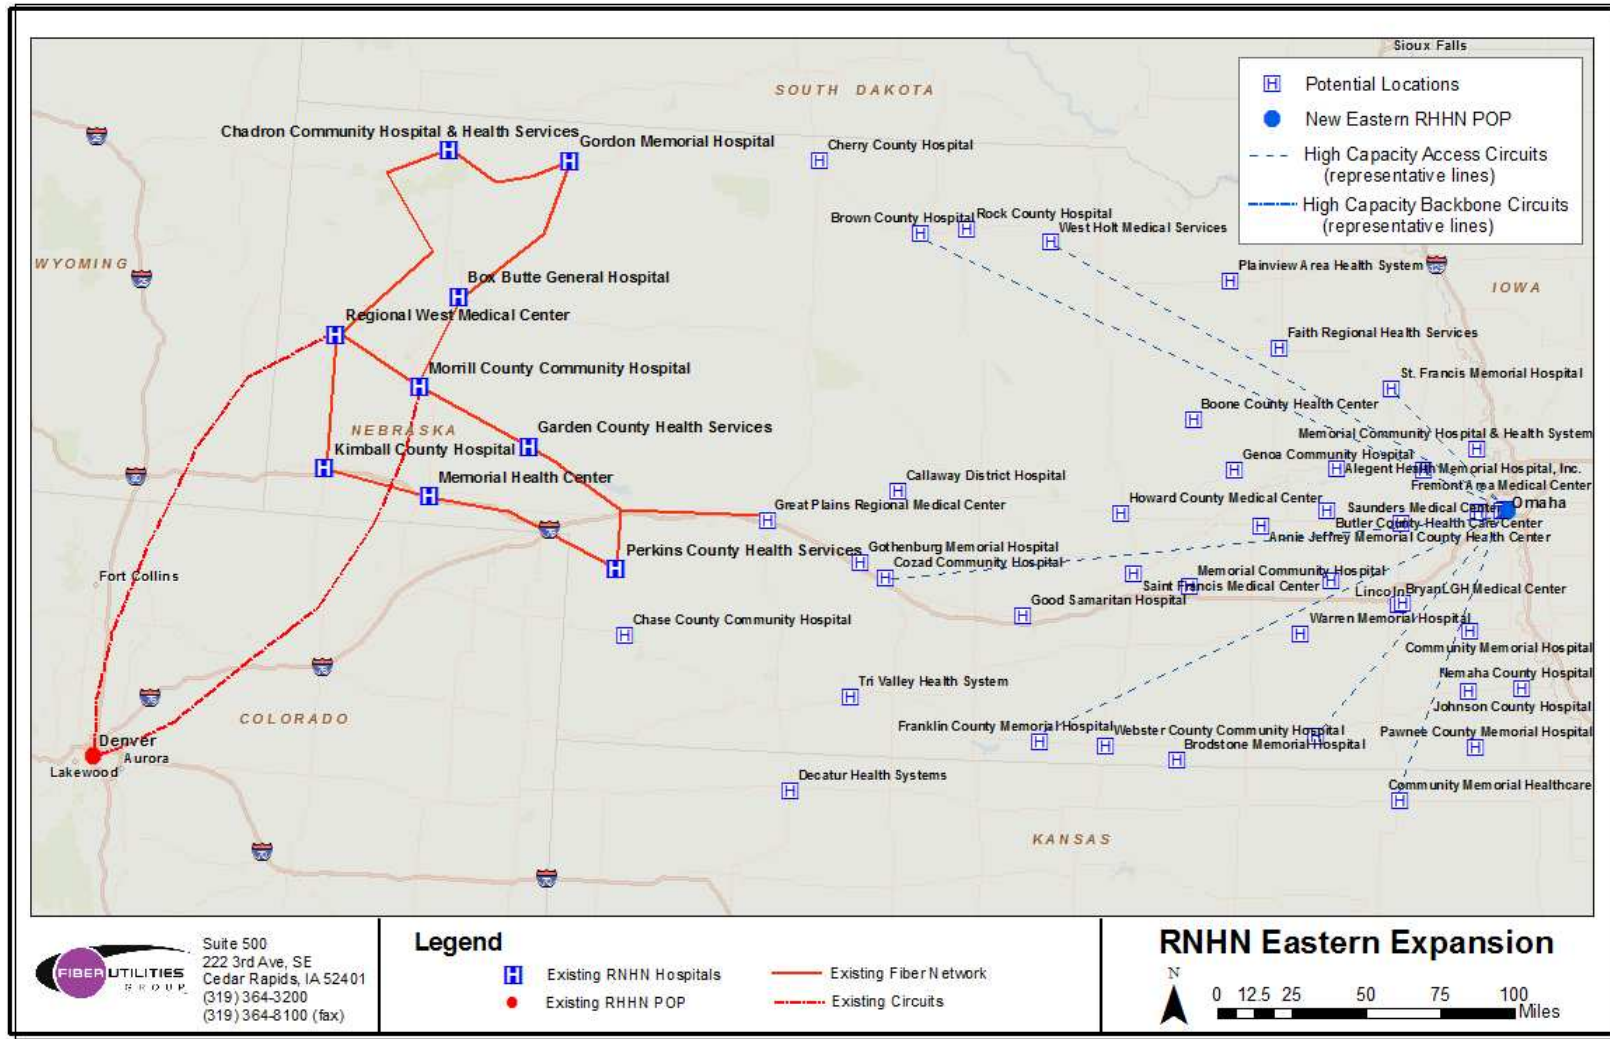 Sioux Falls
SOUTH DAKOTA
Potential Locations
New Eastern RHHN POP
High Capacity Access Circuits
(representative lines)
High Capacity Backbone Circuits
(representative lines)
Chadron Community Hospital & Health Services
Gordon Memorial Hospital
Cherry County Hospital
Brown County Hospital
Rock County Hospital
West Holt Medical Services
WYOMING
Plainview Area Health System
IOWA
Box Butte General Hospital
Regional West Medical Center
Faith Regional Health Services
Morrill County Community Hospital
St. Francis Memorial Hospital
Boone County Health Center
NEBRASKA
Garden County Health Services
Memorial Community Hospital & Health System
Kimball County Hospital
Genoa Community Hospital
Alegent Health Memorial Hospital, Inc.
Callaway District Hospital
Fremont Area Medical Center
Memorial Health Center
Howard County Medical Center
Great Plains Regional Medical Center
Saunders Medical Center
Omaha
Butler County Health Care Center
Annie Jeffrey Memorial County Health Center
Perkins County Health Services
Gothenburg Memorial Hospital
Cozad Community Hospital
Memorial Community Hospital
Saint Francis Medical Center
Fort Collins
Lincoln
BryanLGH Medical Center
Good Samaritan Hospital
Warren Memorial Hospital
Chase County Community Hospital
Community Memorial Hospital
Nemaha County Hospital
Tri Valley Health System
Johnson County Hospital
COLORADO
Franklin County Memorial Hospital
Webster County Community Hospital
Pawnee County Memorial Hospital
Brodstone Memorial Hospital
Denver
Aurora
Lakewood
Decatur Health Systems
Community Memorial Healthcare
KANSAS
FIBER UTILITIES
GROUP
Suite 500
222 3rd Ave, SE
Cedar Rapids, IA 52401
(319) 364-3200
(319) 364-8100 (fax)
Legend
Existing RNHN Hospitals
Existing Fiber Network
Existing RHHN POP
Existing Circuits
RNHN Eastern Expansion
N
0 12.5 25 50 75 100
Miles